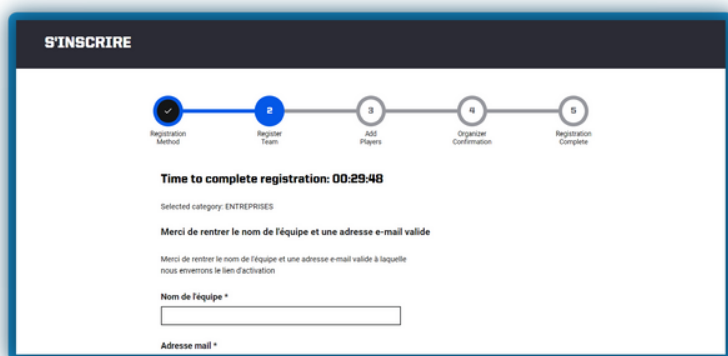 S'INSCRIRE
2
3
4
5
Registration
Method
Register
Team
Add
Players
Organizer
Confirmation
Registration
Complete
Time to complete registration: 00:29:48
Selected category: ENTREPRISES
Merci de rentrer le nom de l'équipe et une adresse e-mail valide
Merci de rentrer le nom de l'équipe et une adresse e-mail valide à laquelle
nous enverrons le lien d'activation
Nom de l'équipe *
Adresse mail *